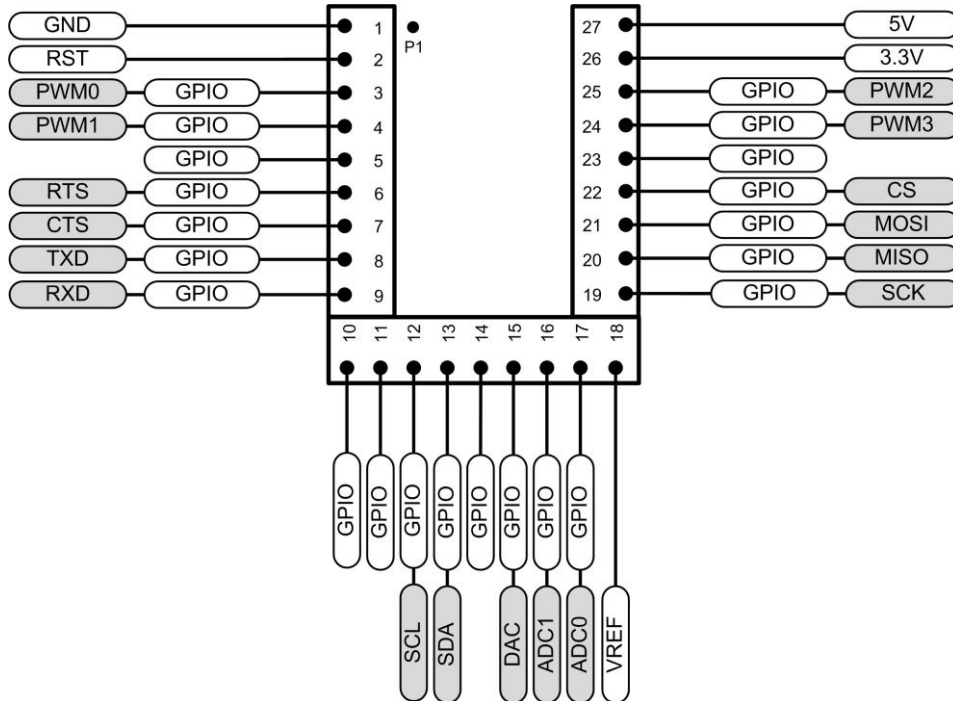 GND 1 P1 27 5V
RST 2 26 3.3V
PWM0 GPIO 3 25 GPIO PWM2
PWM1 GPIO 4 24 GPIO PWM3
GPIO 5 23 GPIO
RTS GPIO 6 22 GPIO CS
CTS GPIO 7 21 GPIO MOSI
TXD GPIO 8 20 GPIO MISO
RXD GPIO 9 19 GPIO SCK
10 11 12 13 14 15 16 17 18
GPIO GPIO GPIO GPIO GPIO GPIO GPIO GPIO
SCL SDA DAC ADC1 ADC0 VREF